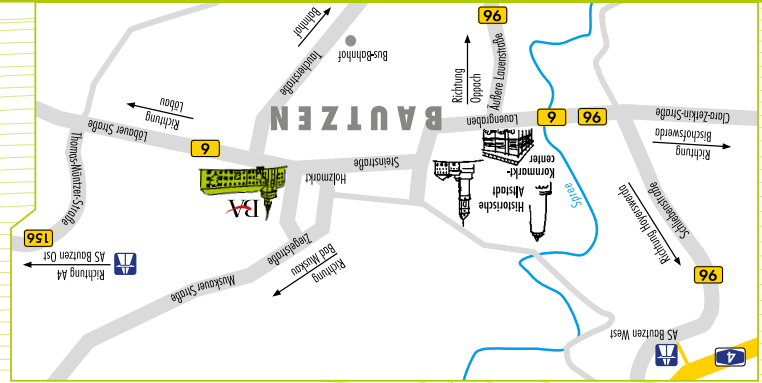 4
AS Bautzen West
96
Richtung Hoyerswerda
Schliebenstraße
Muskauer Straße
Richtung
Bad Muskau
Ziegelstraße
Richtung A4
AS Bautzen Ost
156
Thomas-Müntzer-Straße
Spree
Historische
Altstadt
Kornmarkt-
center
BA
Holzmarkt
Steinstraße
Richtung
Bischofswerda
Clara-Zetkin-Straße
96
6
Lauengraben
BAUTZEN
6
Löbauer Straße
Richtung
Löbau
Äußere Lauenstraße
Richtung
Oppach
96
Bus-Bahnhof
Taucherstraße
Bahnhof